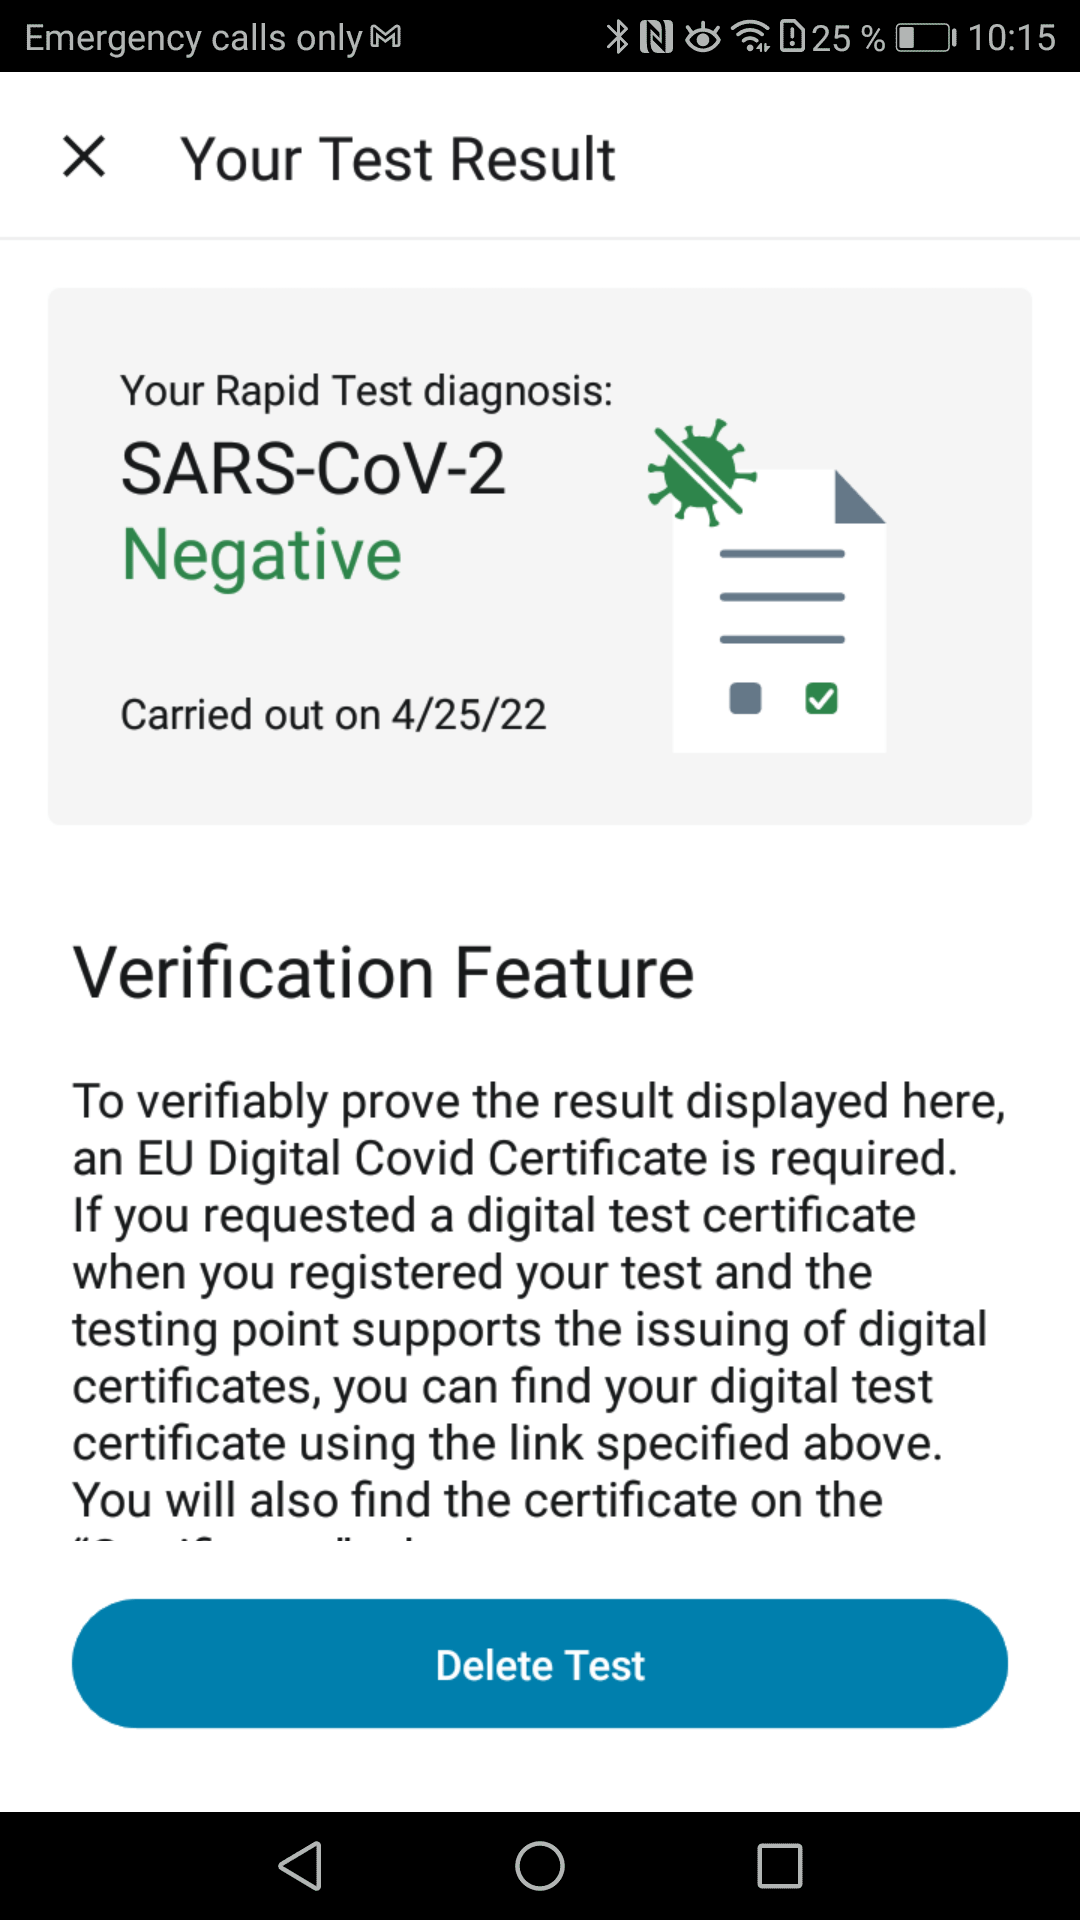 Emergency calls only 25 % 10:15
Your Test Result
Your Rapid Test diagnosis:
SARS-CoV-2
Negative
Carried out on 4/25/22
Verification Feature
To verifiably prove the result displayed here,
an EU Digital Covid Certificate is required.
If you requested a digital test certificate
when you registered your test and the
testing point supports the issuing of digital
certificates, you can find your digital test
certificate using the link specified above.
You will also find the certificate on the
Delete Test